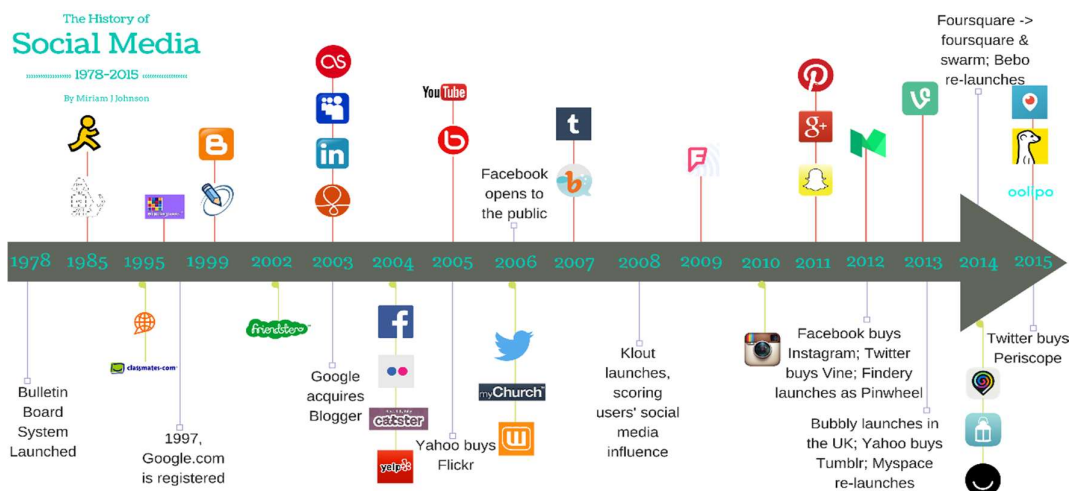 The History of
Social Media
1978-2015
By Miriam J Johnson
Foursquare ->
foursquare &
swarm; Bebo
re-launches
You Tube
Facebook
opens to
the public
oolipo
1978 1985 1995 1999 2002 2003 2004 2005 2006 2007 2008 2009 2010 2011 2012 2013 2014 2015
friendster
classmates.com
Bulletin
Board
System
Launched
1997,
Google.com
is registered
Google
acquires
Blogger
catster
yelp
Yahoo buys
Flickr
myChurch
Klout
launches,
scoring
users' social
media
influence
Facebook buys
Instagram; Twitter
buys Vine; Findery
launches as Pinwheel
Bubbly launches in
the UK; Yahoo buys
Tumblr; Myspace
re-launches
Twitter buys
Periscope